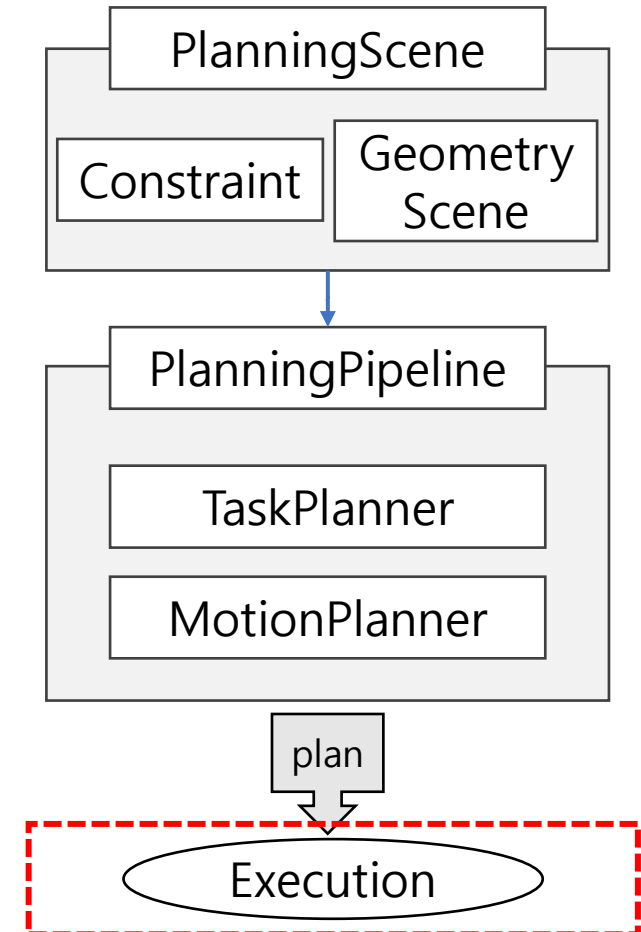 PlanningScene
Constraint
Geometry
Scene
PlanningPipeline
TaskPlanner
MotionPlanner
plan
Execution